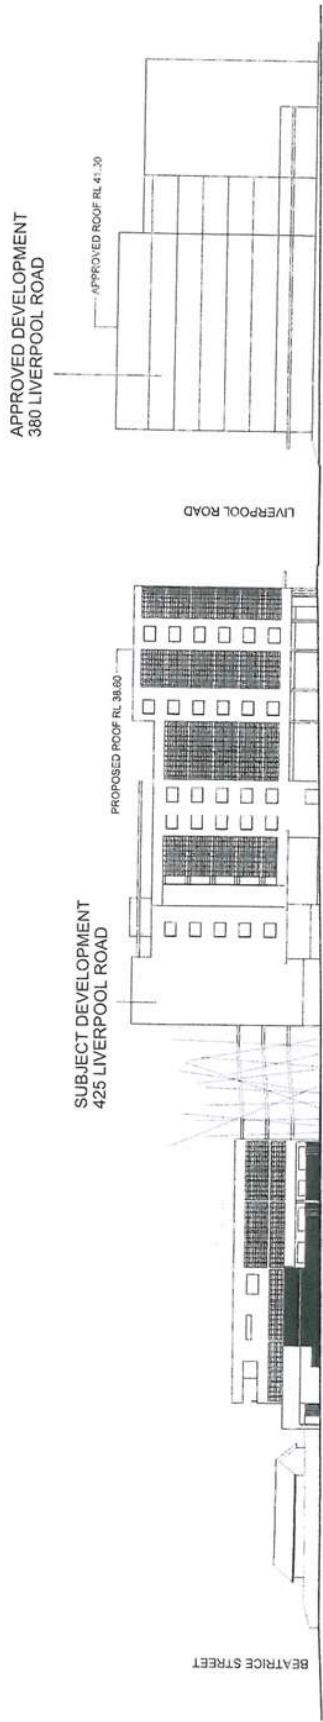 BEATRICE STREET
SUBJECT DEVELOPMENT
425 LIVERPOOL ROAD
PROPOSED ROOF RL 38.60
LIVERPOOL ROAD
APPROVED DEVELOPMENT
380 LIVERPOOL ROAD
APPROVED ROOF RL 41.30